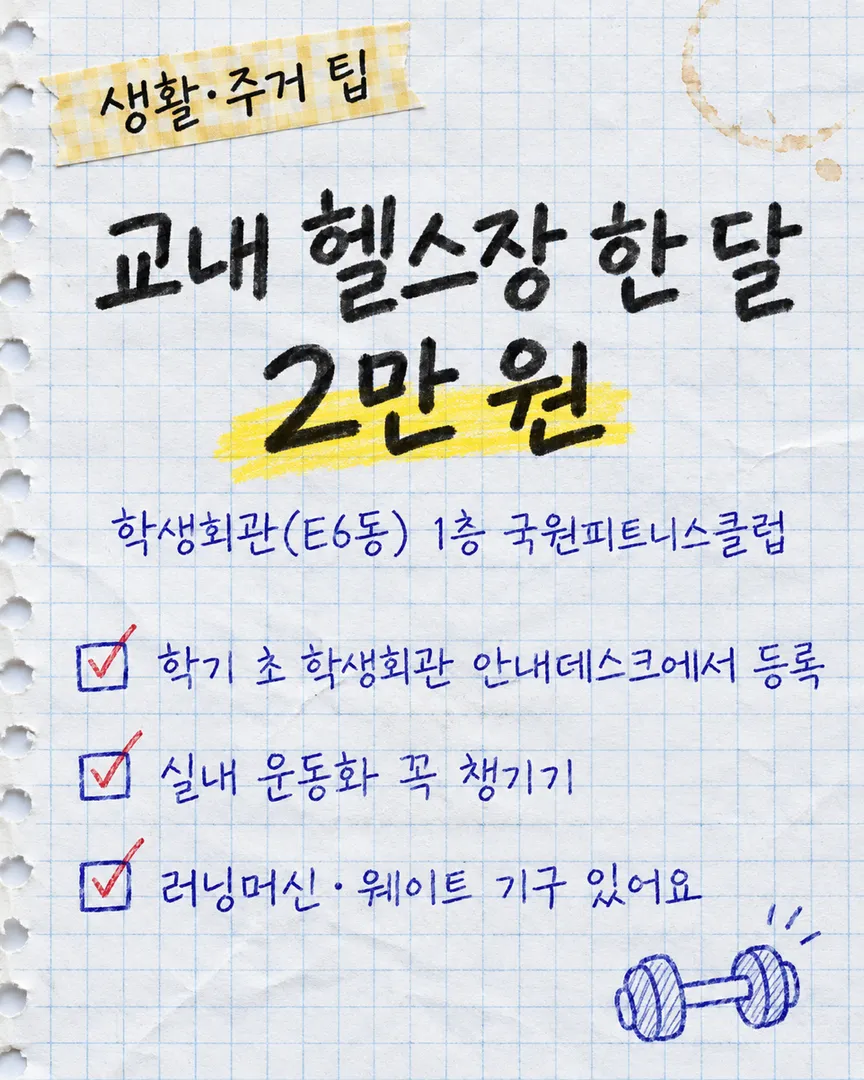 생활·주거 팁
교내 헬스장 한 달
2만 원
학생회관(E6동) 1층 국원피트니스클럽
학기 초 학생회관 안내데스크에서 등록
실내 운동화 꼭 챙기기
러닝머신·웨이트 기구 있어요